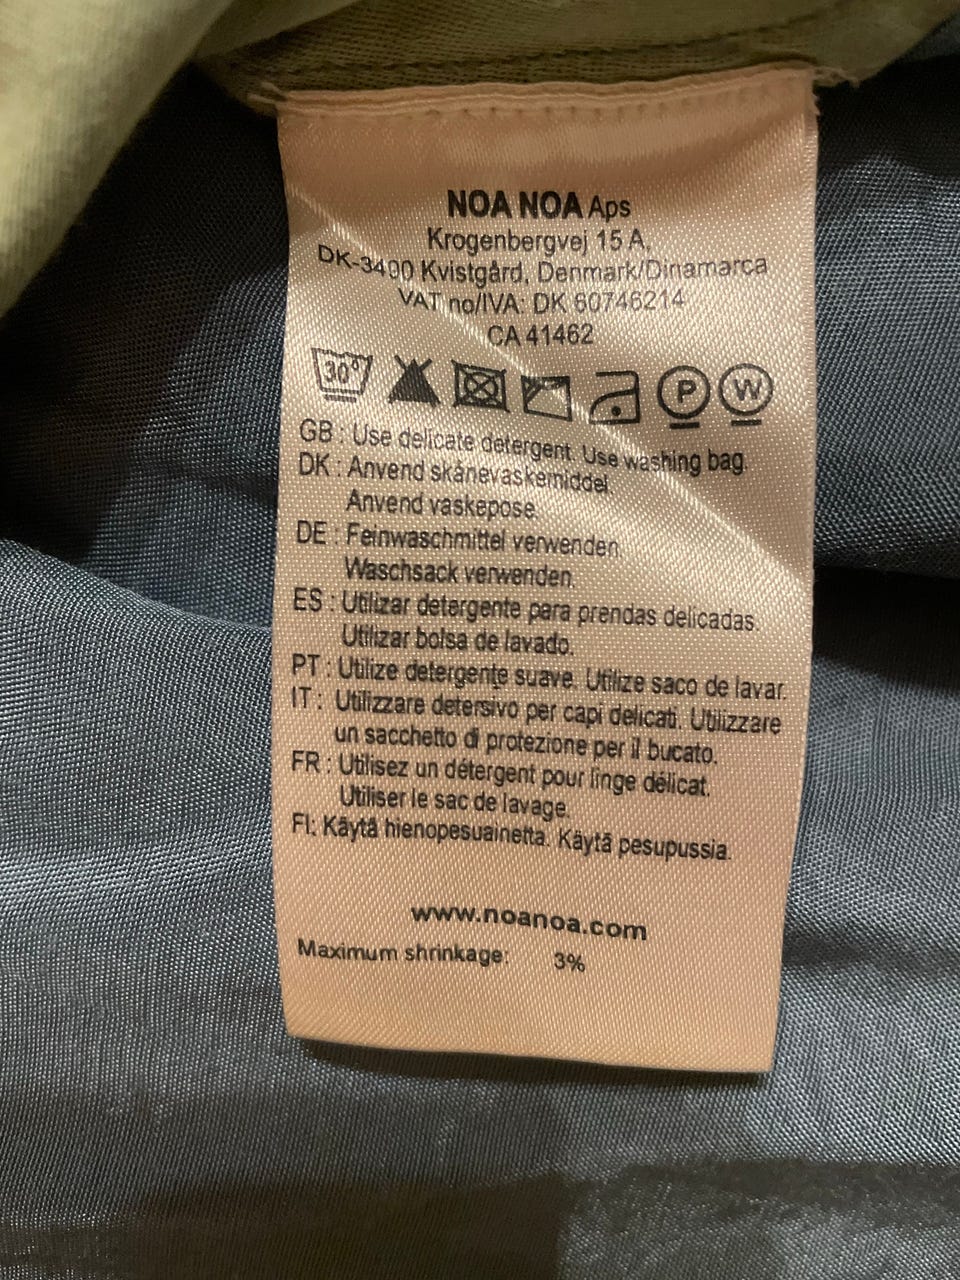 NOA NOA Aps
Krogenbergvej 15 A,
DK-3490 Kvistgård, Denmark/Dinamarca
VAT no/IVA: DK 60746214
CA 41462
30° P W
GB : Use delicate detergent. Use washing bag.
DK : Anvend skånevaskemiddel.
Anvend vaskepose.
DE : Feinwaschmittel verwenden.
Waschsack verwenden.
ES : Utilizar detergente para prendas delicadas.
Utilizar bolsa de lavado.
PT : Utilize detergente suave. Utilize saco de lavar.
IT : Utilizzare detersivo per capi delicati. Utilizzare
un sacchetto di protezione per il bucato.
FR : Utilisez un détergent pour linge délicat.
Utiliser le sac de lavage.
FI: Käytä hienopesuainetta. Käytä pesupussia.
www.noanoa.com
Maximum shrinkage: 3%